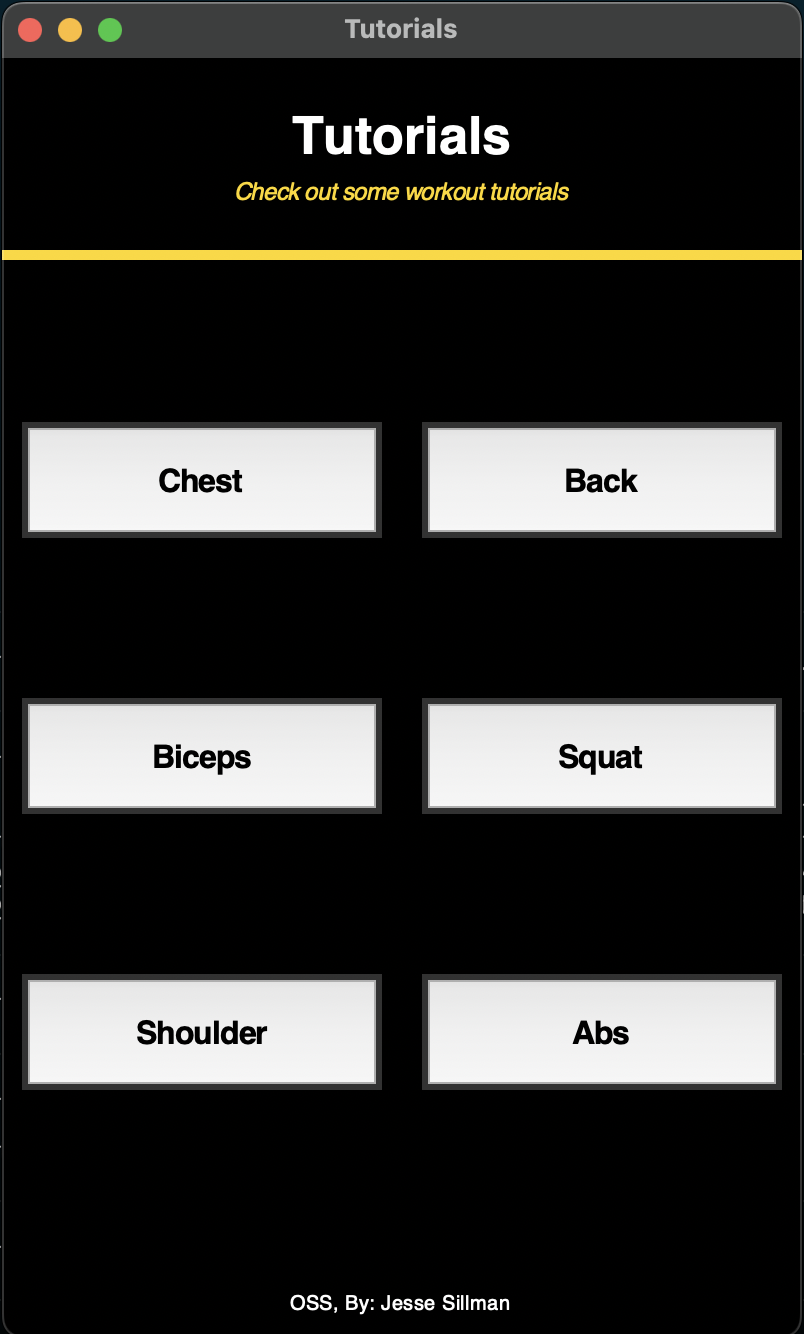 Tutorials
Tutorials
Check out some workout tutorials
Chest
Back
Biceps
Squat
Shoulder
Abs
OSS, By: Jesse Sillman